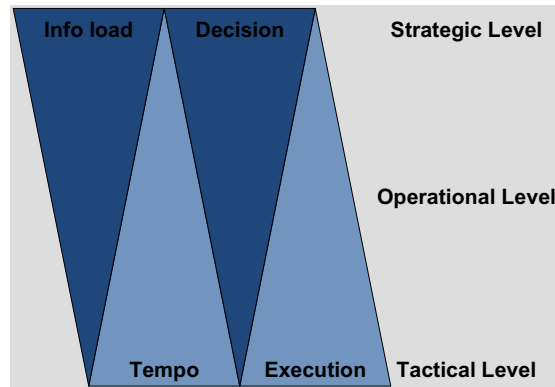 Info load Decision Strategic Level
Operational Level
Tempo Execution Tactical Level